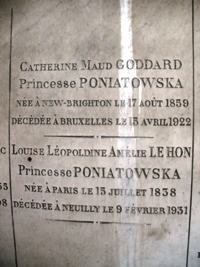 CATHERINE MAUD GODDARD
Princesse PONIATOWSKA
NÉE À NEW-BRIGHTON LE 17 AOÛT 1859
DÉCÉDÉE À BRUXELLES LE 15 AVRIL 1922
LOUISE LÉOPOLDINE AMÉLIE LE HON
Princesse PONIATOWSKA
NÉE À PARIS LE 15 JUILLET 1838
DÉCÉDÉE À NEUILLY LE 9 FÉVRIER 1931